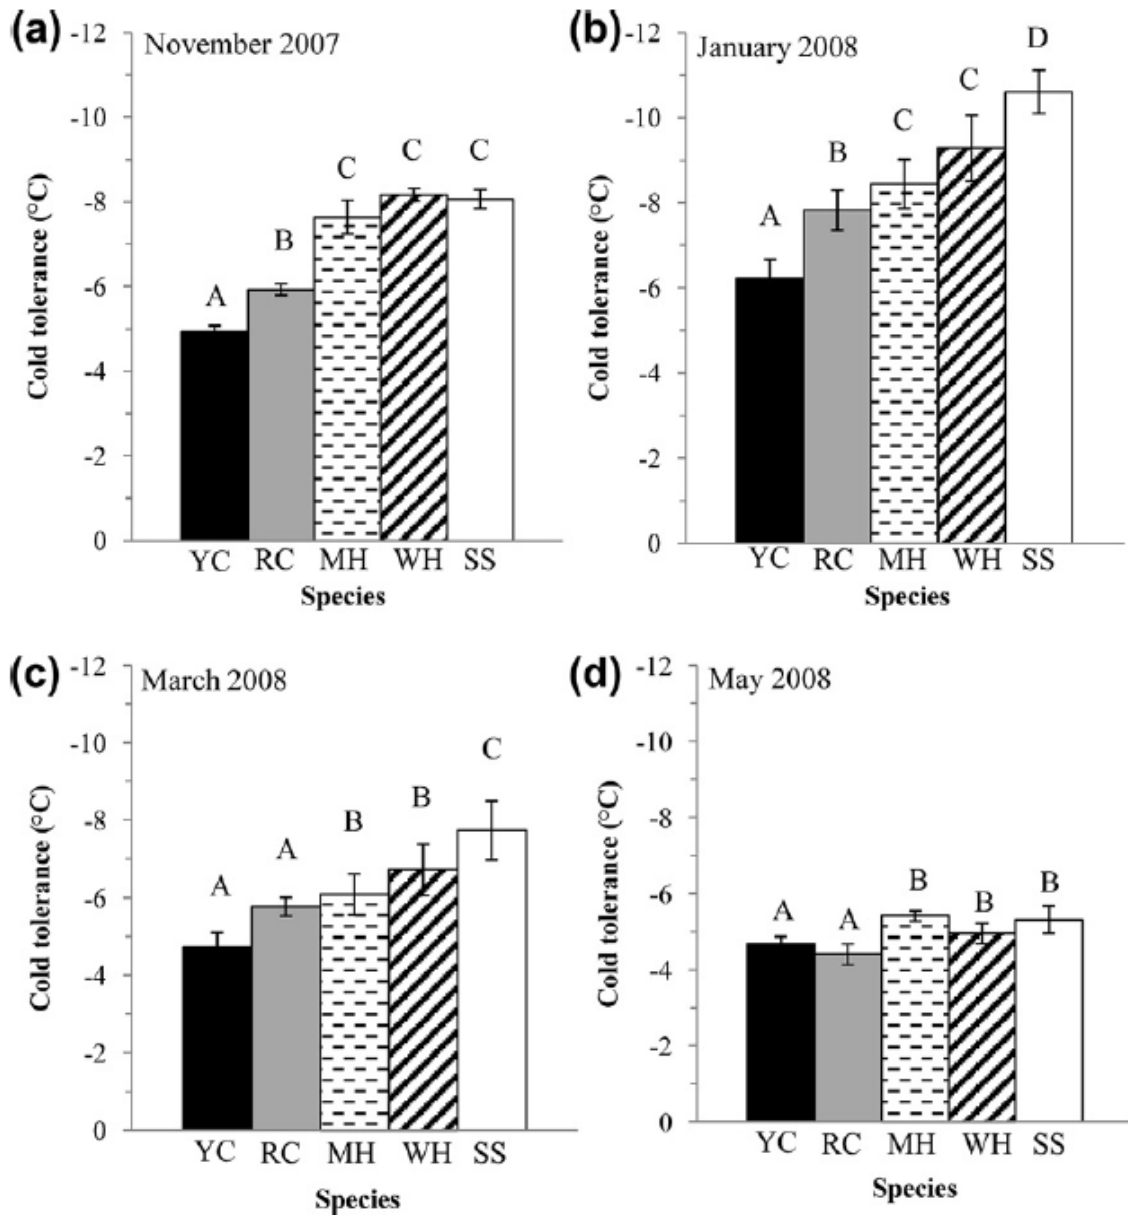 (a)
November 2007
Cold tolerance (°C)
-12
-10
-8
-6
-4
-2
0
A
B
C
C
C
YC RC MH WH SS
Species
(b)
January 2008
Cold tolerance (°C)
-12
-10
-8
-6
-4
-2
0
A
B
C
C
D
YC RC MH WH SS
Species
(c)
March 2008
Cold tolerance (°C)
-12
-10
-8
-6
-4
-2
0
A
A
B
B
C
YC RC MH WH SS
Species
(d)
May 2008
Cold tolerance (°C)
-12
-10
-8
-6
-4
-2
0
A
A
B
B
B
YC RC MH WH SS
Species